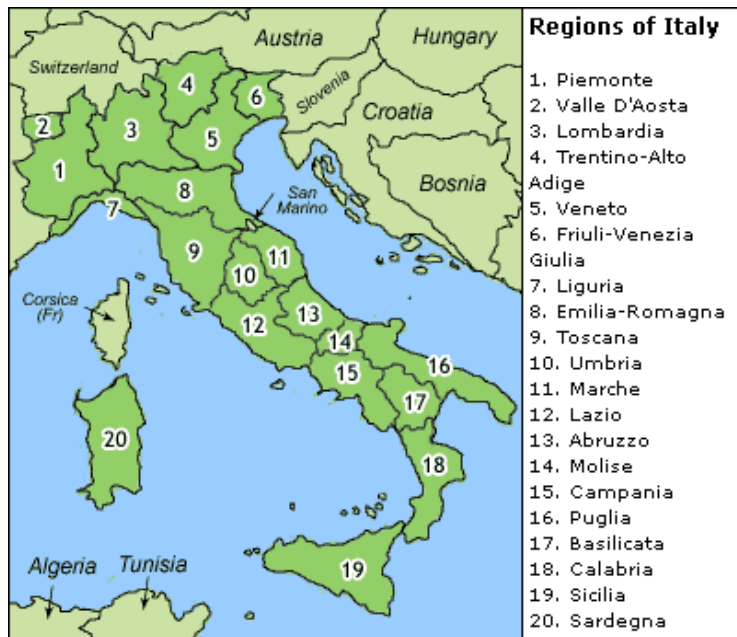 Austria
Hungary
Switzerland
Slovenia
Croatia
Bosnia
San
Marino
Corsica
(Fr)
Algeria
Tunisia
4
6
2
3
5
1
8
7
9
11
10
13
12
14
16
15
17
20
18
19
Regions of Italy
1. Piemonte
2. Valle D'Aosta
3. Lombardia
4. Trentino-Alto
Adige
5. Veneto
6. Friuli-Venezia
Giulia
7. Liguria
8. Emilia-Romagna
9. Toscana
10. Umbria
11. Marche
12. Lazio
13. Abruzzo
14. Molise
15. Campania
16. Puglia
17. Basilicata
18. Calabria
19. Sicilia
20. Sardegna